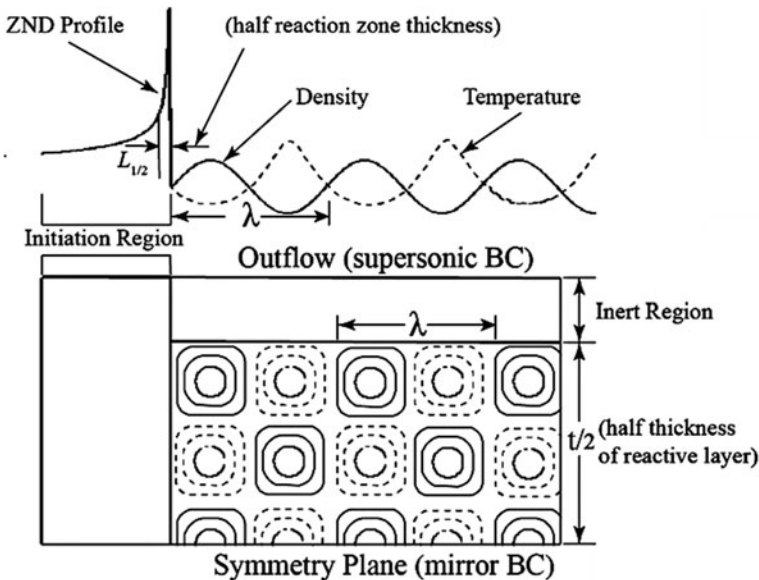 ZND Profile
(half reaction zone thickness)
Density
Temperature
L1/2
λ
Initiation Region
Outflow (supersonic BC)
λ
Inert Region
t/2 (half thickness
of reactive layer)
Symmetry Plane (mirror BC)